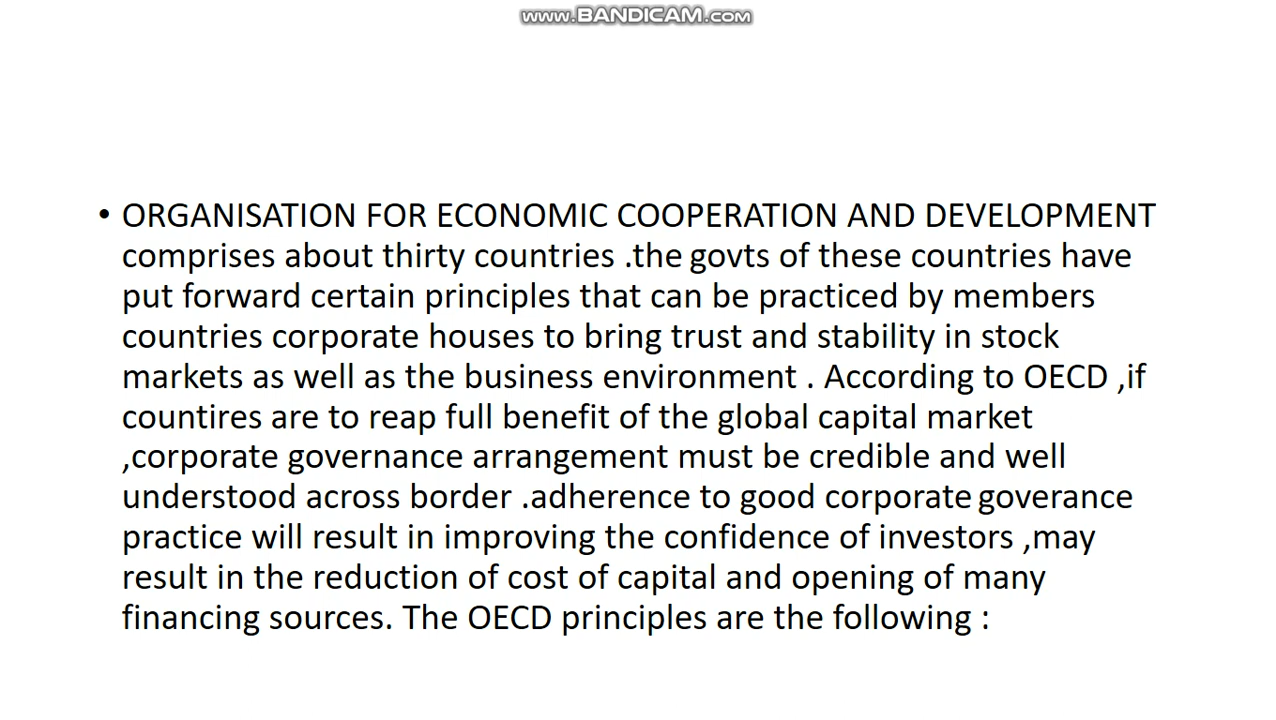 www.BANDICAM.com
• ORGANISATION FOR ECONOMIC COOPERATION AND DEVELOPMENT
comprises about thirty countries .the govts of these countries have
put forward certain principles that can be practiced by members
countries corporate houses to bring trust and stability in stock
markets as well as the business environment . According to OECD ,if
countires are to reap full benefit of the global capital market
,corporate governance arrangement must be credible and well
understood across border .adherence to good corporate goverance
practice will result in improving the confidence of investors ,may
result in the reduction of cost of capital and opening of many
financing sources. The OECD principles are the following :